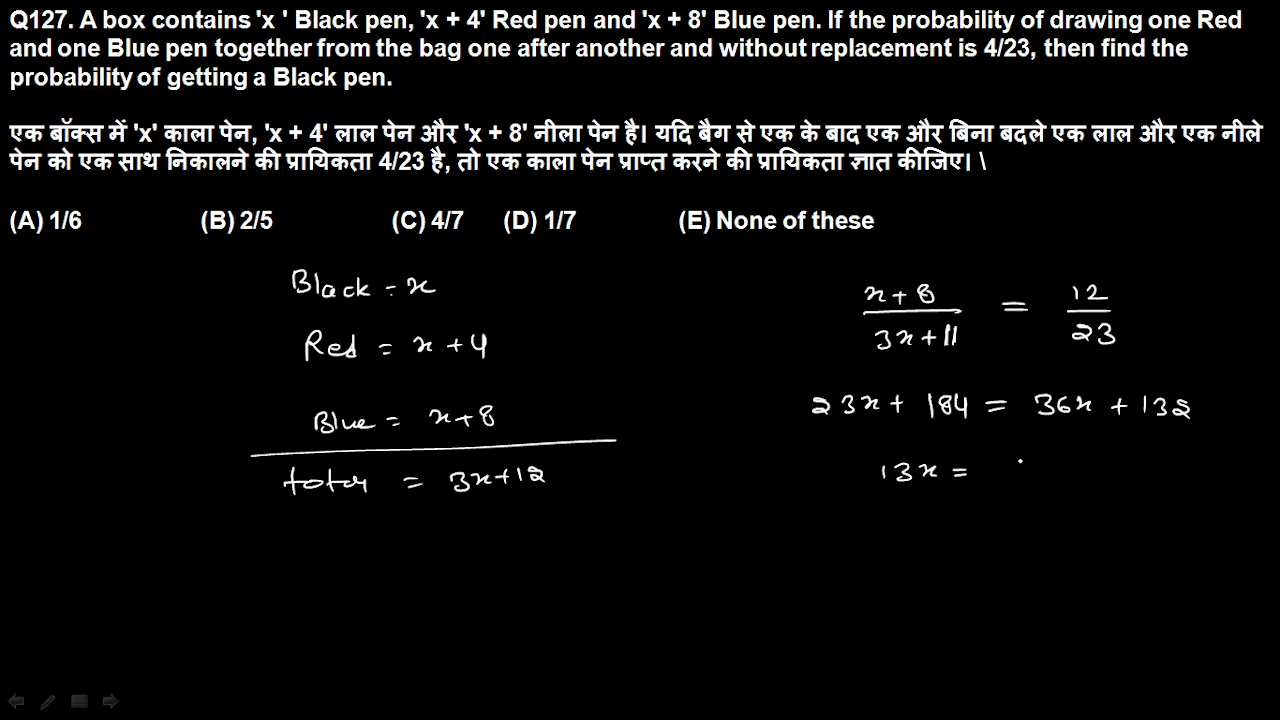 Q127. A box contains 'x ' Black pen, 'x + 4' Red pen and 'x + 8' Blue pen. If the probability of drawing one Red
and one Blue pen together from the bag one after another and without replacement is 4/23, then find the
probability of getting a Black pen.
एक बॉक्स में 'x' काला पेन, 'x + 4' लाल पेन और 'x + 8' नीला पेन है। यदि बैग से एक के बाद एक और बिना बदले एक लाल और एक नीले
पेन को एक साथ निकालने की प्रायिकता 4/23 है, तो एक काला पेन प्राप्त करने की प्रायिकता ज्ञात कीजिए। \
(A) 1/6 (B) 2/5 (C) 4/7 (D) 1/7 (E) None of these
Black = x
Red = x + 4
Blue = x + 8
total = 3x + 12
x + 8 / 3x + 11 = 12 / 23
23x + 184 = 36x + 132
13x =